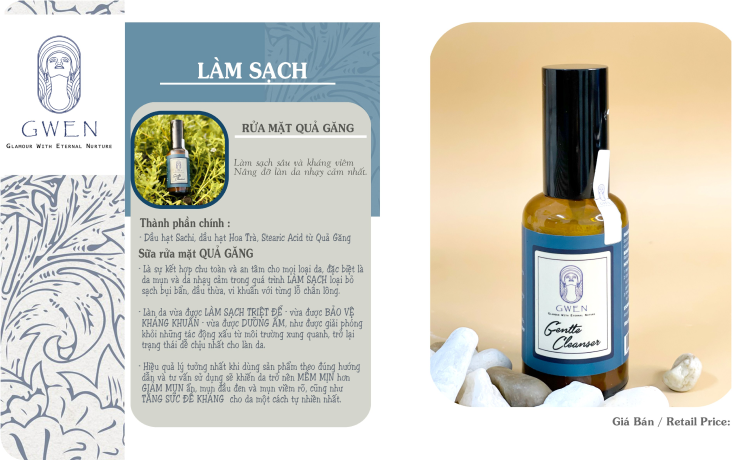 GWEN
GLAMOUR WITH ETERNAL NURTURE
LÀM SẠCH
RỬA MẶT QUẢ GĂNG
Làm sạch sâu và kháng viêm
Nâng đỡ làn da nhạy cảm nhất.
Thành phần chính :
- Dầu hạt Sachi, dầu hạt Hoa Trà, Stearic Acid từ Quả Găng
Sữa rửa mặt QUẢ GĂNG
- Là sự kết hợp chu toàn và an tâm cho mọi loại da, đặc biệt là
da mụn và da nhạy cảm trong quá trình LÀM SẠCH loại bỏ
sạch bụi bẩn, dầu thừa, vi khuẩn với từng lỗ chân lông.
- Làn da vừa được LÀM SẠCH TRIỆT ĐỂ - vừa được BẢO VỆ
KHÁNG KHUẨN - vừa được DƯỠNG ẨM, như được giải phóng
khỏi những tác động xấu từ môi trường xung quanh, trở lại
trạng thái dễ chịu nhất cho làn da.
- Hiệu quả lý tưởng nhất khi dùng sản phẩm theo đúng hướng
dẫn và tư vấn sử dụng sẽ khiến da trở nên MỀM MỊN hơn
GIẢM MỤN ẩn, mụn đầu đen và mụn viêm rõ, cũng như
TĂNG SỨC ĐỀ KHÁNG cho da một cách tự nhiên nhất.
GWEN
GLAMOUR WITH ETERNAL NURTURE
Gentle
Cleanser
Giá Bán / Retail Price: